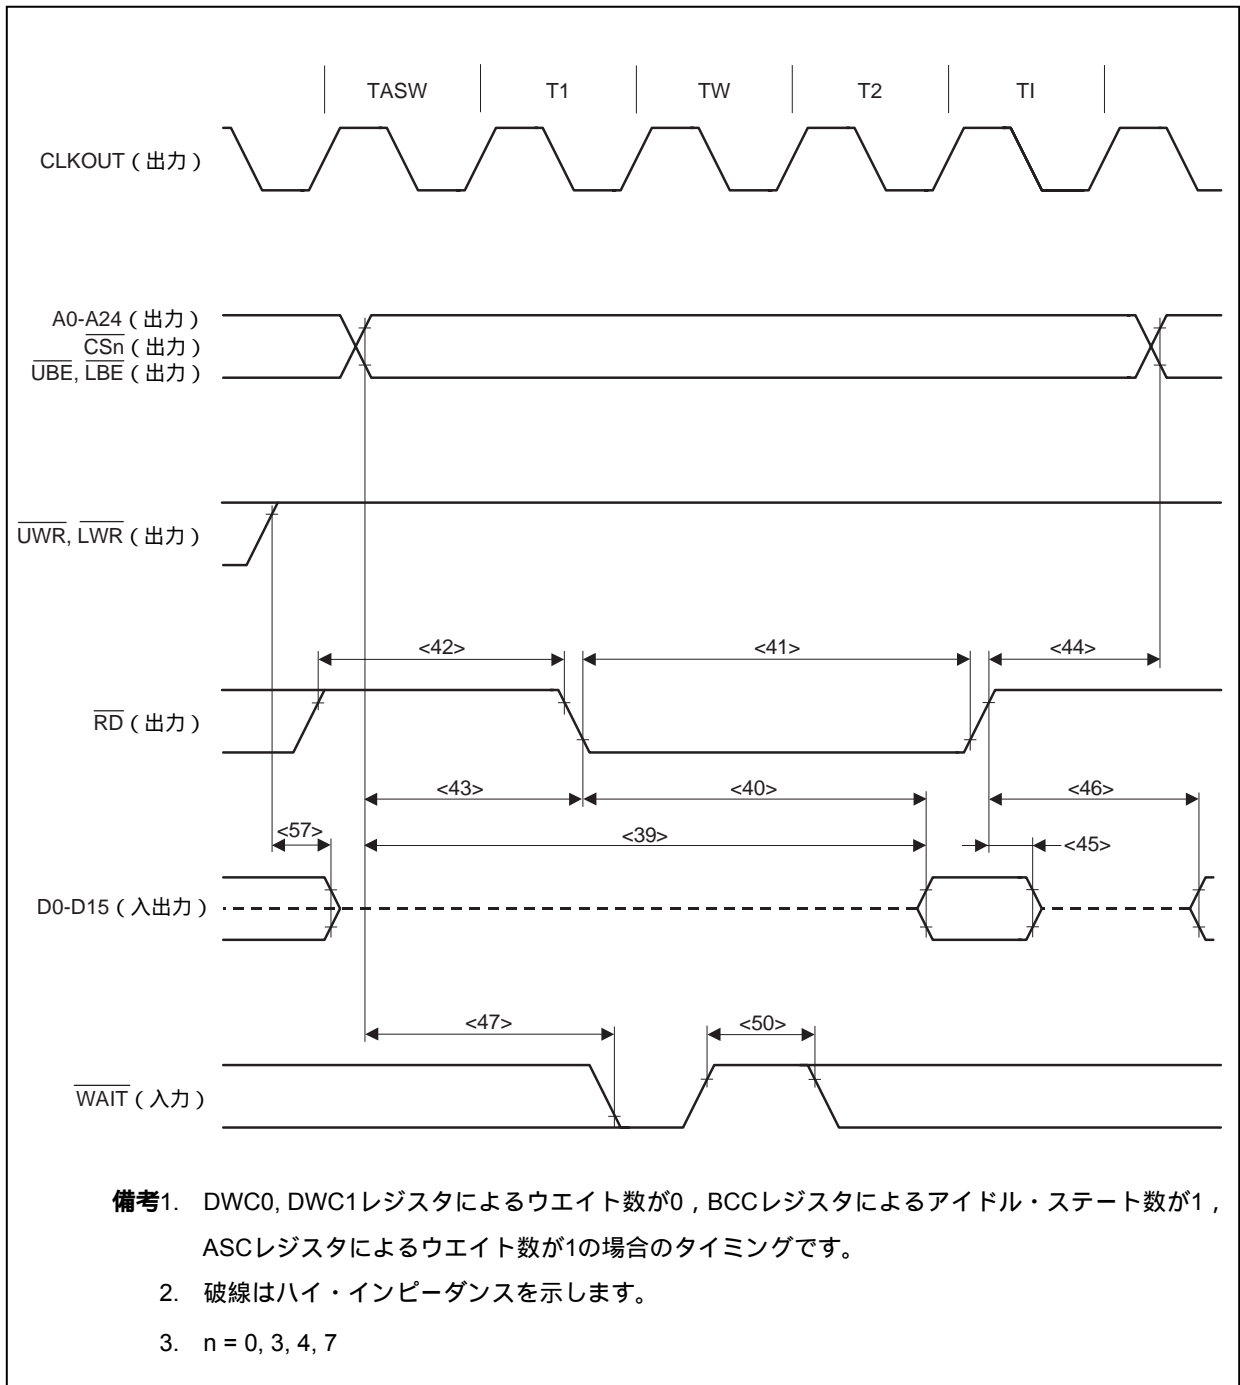 TASW T1 TW T2 TI
CLKOUT（出力）
A0-A24（出力）
CSn（出力）
UBE, LBE（出力）
UWR, LWR（出力）
<42> <41> <44>
RD（出力）
<43> <40> <46>
<57> <39> <45>
D0-D15（入出力）
<47> <50>
WAIT（入力）
備考1. DWC0, DWC1レジスタによるウエイト数が0，BCCレジスタによるアイドル・ステート数が1，
ASCレジスタによるウエイト数が1の場合のタイミングです。
2. 破線はハイ・インピーダンスを示します。
3. n = 0, 3, 4, 7